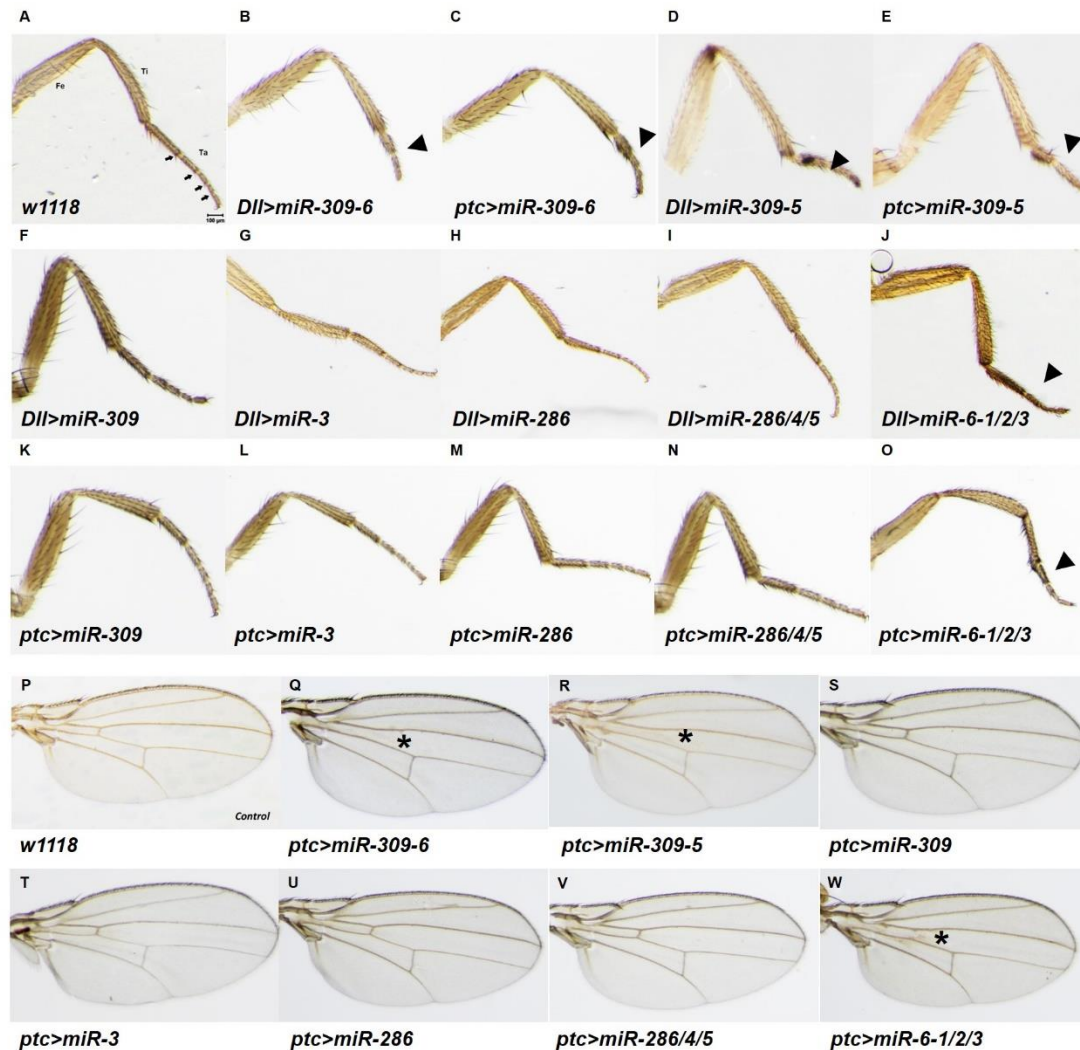 A B C D E
Fe Ti Ta
100 μm
w1118 Dll>miR-309-6 ptc>miR-309-6 Dll>miR-309-5 ptc>miR-309-5
F G H I J
Dll>miR-309 Dll>miR-3 Dll>miR-286 Dll>miR-286/4/5 Dll>miR-6-1/2/3
K L M N O
ptc>miR-309 ptc>miR-3 ptc>miR-286 ptc>miR-286/4/5 ptc>miR-6-1/2/3
P Q R S
* *
Control
w1118 ptc>miR-309-6 ptc>miR-309-5 ptc>miR-309
T U V W
*
ptc>miR-3 ptc>miR-286 ptc>miR-286/4/5 ptc>miR-6-1/2/3